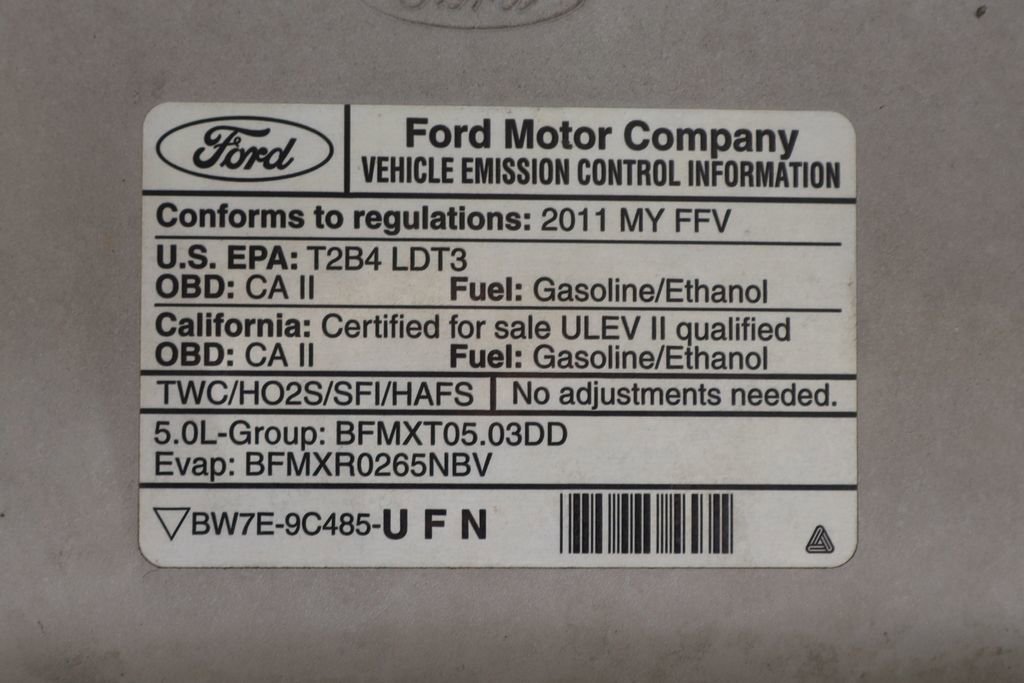 Ford
Ford
Ford Motor Company
VEHICLE EMISSION CONTROL INFORMATION
Conforms to regulations: 2011 MY FFV
U.S. EPA: T2B4 LDT3
OBD: CA II Fuel: Gasoline/Ethanol
California: Certified for sale ULEV II qualified
OBD: CA II Fuel: Gasoline/Ethanol
TWC/HO2S/SFI/HAFS No adjustments needed.
5.0L-Group: BFMXT05.03DD
Evap: BFMXR0265NBV
BW7E-9C485-U F N